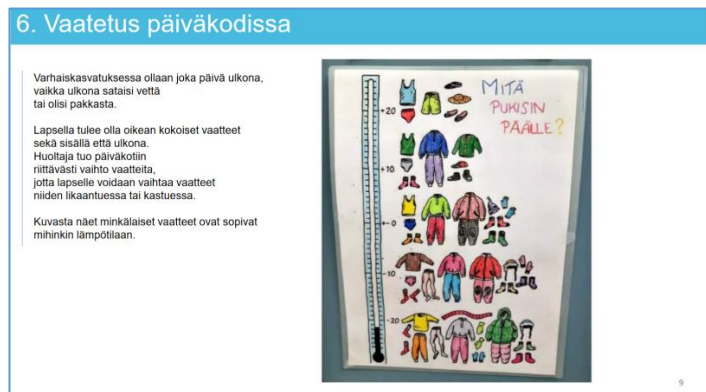 6. Vaatetus päiväkodissa
Varhaiskasvatuksessa ollaan joka päivä ulkona,
vaikka ulkona sataisi vettä
tai olisi pakkasta.
Lapsella tulee olla oikean kokoiset vaatteet
sekä sisällä että ulkona.
Huoltaja tuo päiväkotiin
riittävästi vaihto vaatteita,
jotta lapselle voidaan vaihtaa vaatteet
niiden likaantuessa tai kastuessa.
Kuvasta näet minkälaiset vaatteet ovat sopivat
mihinkin lämpötilaan.
MITÄ
PUKISIN
PÄÄLLE?
+20
+10
+-0
-10
-20
9